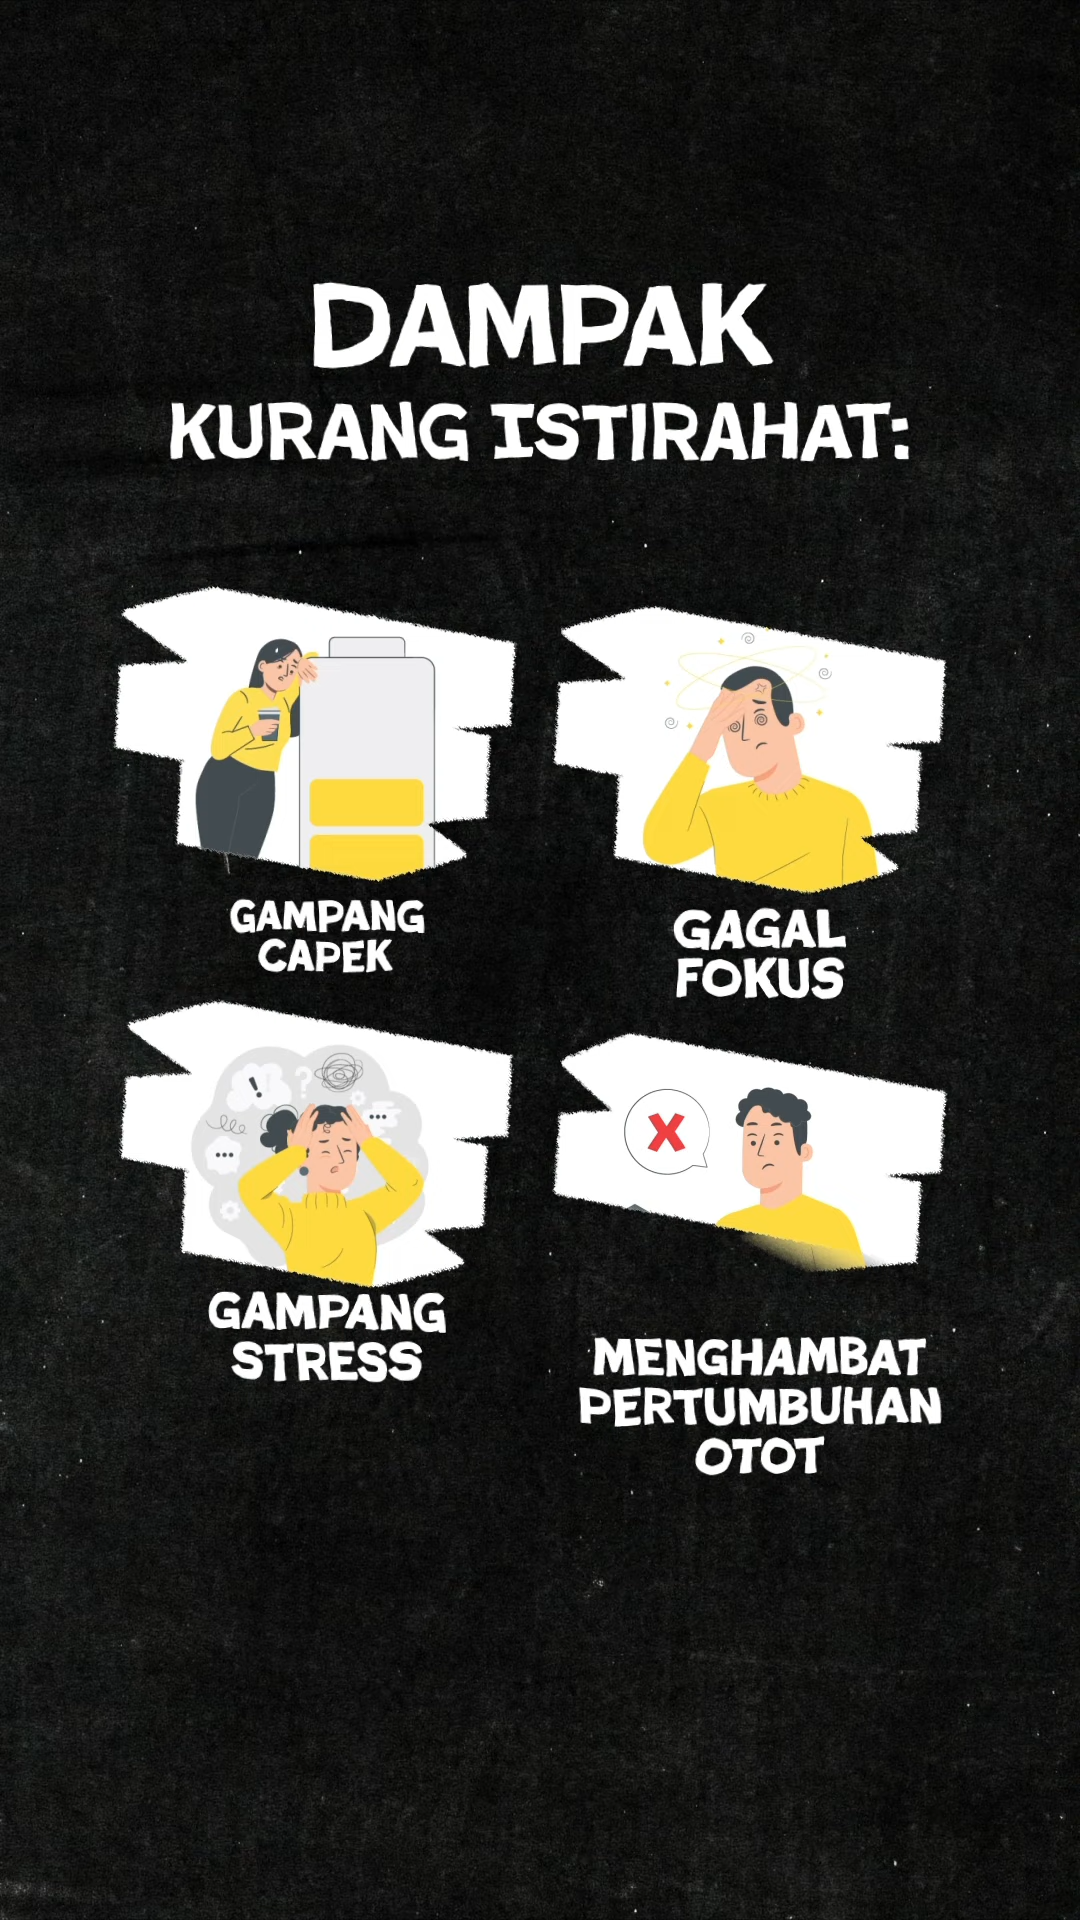 DAMPAK
KURANG ISTIRAHAT:
GAMPANG
CAPEK
GAGAL
FOKUS
GAMPANG
STRESS
MENGHAMBAT
PERTUMBUHAN
OTOT